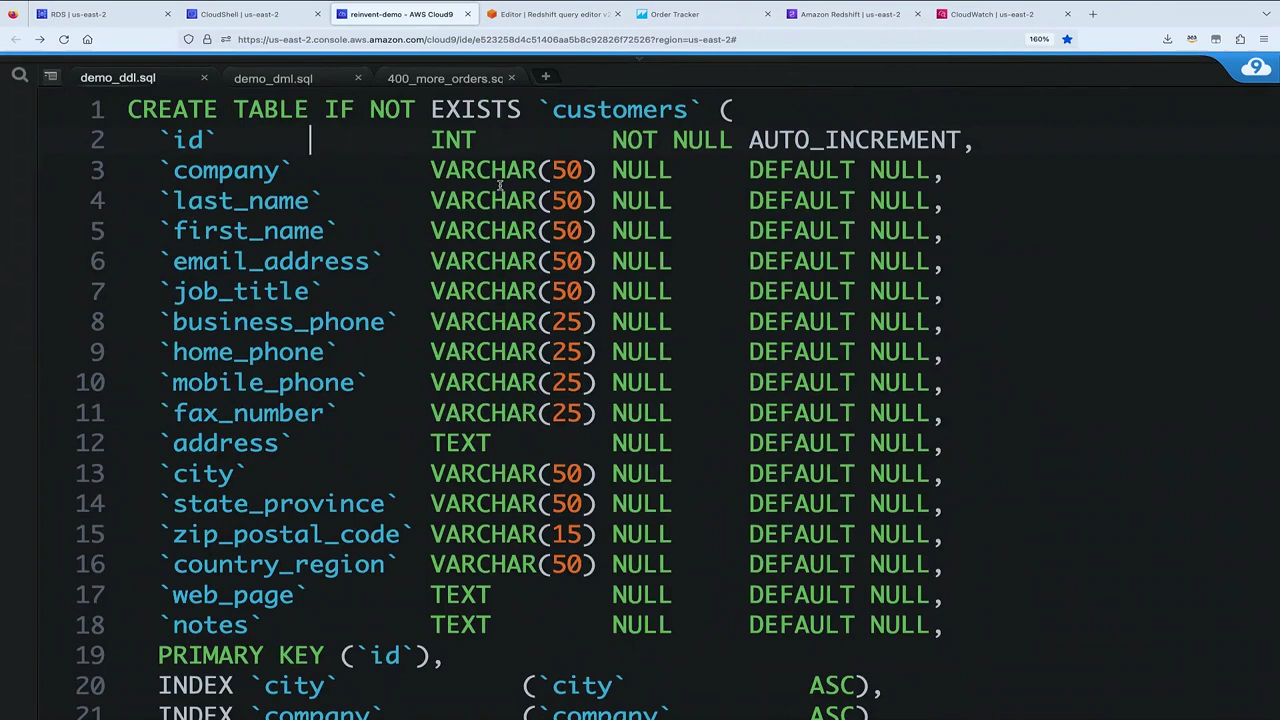 RDS | us-east-2
CloudShell | us-east-2
reinvent-demo - AWS Cloud9
Editor | Redshift query editor v2
Order Tracker
Amazon Redshift | us-east-2
CloudWatch | us-east-2
https://us-east-2.console.aws.amazon.com/cloud9/ide/e523258d4c51406aa5b8c92826f72526?region=us-east-2#
160%
demo_ddl.sql
demo_dml.sql
400_more_orders.sc
1 CREATE TABLE IF NOT EXISTS `customers` (
2 `id` INT NOT NULL AUTO_INCREMENT,
3 `company` VARCHAR(50) NULL DEFAULT NULL,
4 `last_name` VARCHAR(50) NULL DEFAULT NULL,
5 `first_name` VARCHAR(50) NULL DEFAULT NULL,
6 `email_address` VARCHAR(50) NULL DEFAULT NULL,
7 `job_title` VARCHAR(50) NULL DEFAULT NULL,
8 `business_phone` VARCHAR(25) NULL DEFAULT NULL,
9 `home_phone` VARCHAR(25) NULL DEFAULT NULL,
10 `mobile_phone` VARCHAR(25) NULL DEFAULT NULL,
11 `fax_number` VARCHAR(25) NULL DEFAULT NULL,
12 `address` TEXT NULL DEFAULT NULL,
13 `city` VARCHAR(50) NULL DEFAULT NULL,
14 `state_province` VARCHAR(50) NULL DEFAULT NULL,
15 `zip_postal_code` VARCHAR(15) NULL DEFAULT NULL,
16 `country_region` VARCHAR(50) NULL DEFAULT NULL,
17 `web_page` TEXT NULL DEFAULT NULL,
18 `notes` TEXT NULL DEFAULT NULL,
19 PRIMARY KEY (`id`),
20 INDEX `city` (`city` ASC),
21 INDEX `company` (`company` ASC),